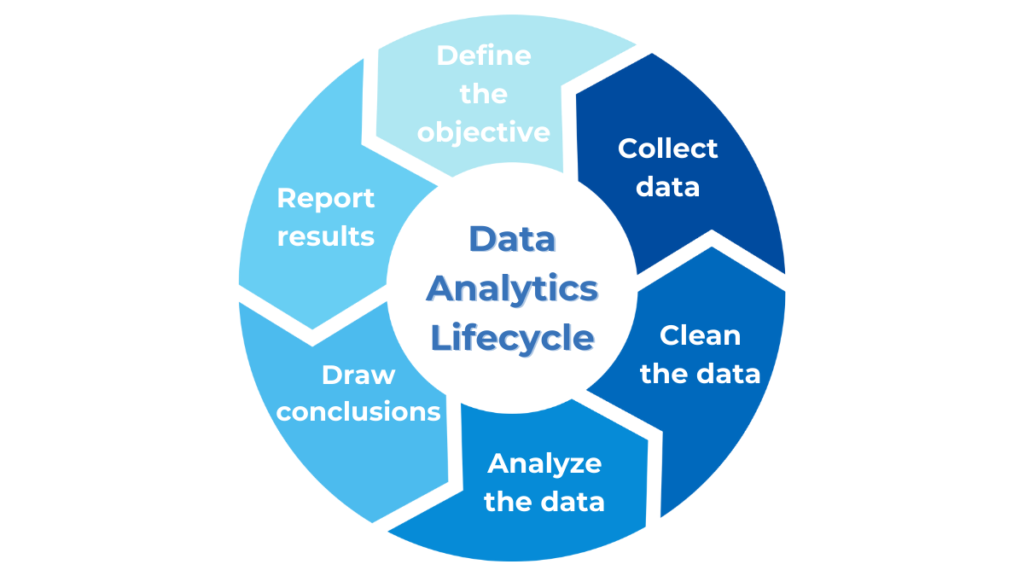 Define
the
objective
Collect
data
Clean
the data
Analyze
the data
Draw
conclusions
Report
results
Data
Analytics
Lifecycle